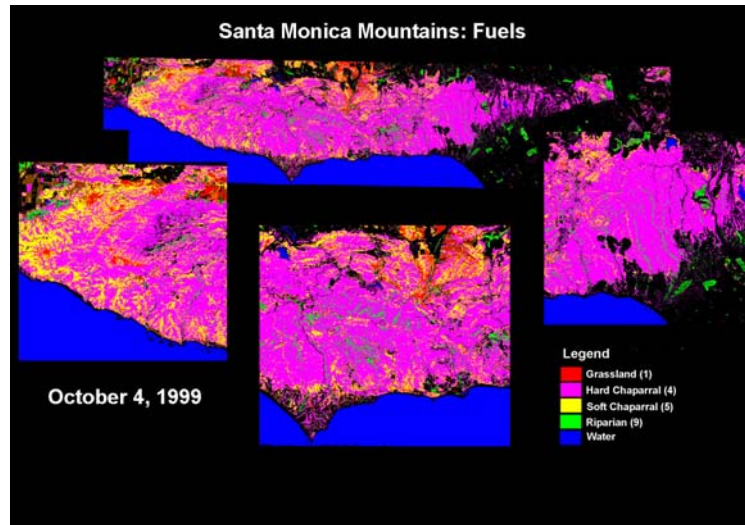 Santa Monica Mountains: Fuels
October 4, 1999
Legend
Grassland (1)
Hard Chaparral (4)
Soft Chaparral (5)
Riparian (9)
Water